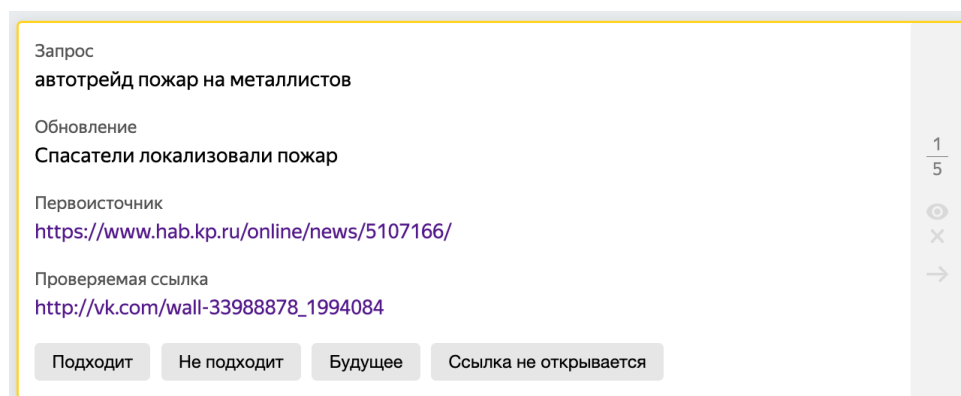 Запрос
автотрейд пожар на металлистов
Обновление
Спасатели локализовали пожар
Первоисточник
https://www.hab.kp.ru/online/news/5107166/
Проверяемая ссылка
http://vk.com/wall-33988878_1994084
Подходит Не подходит Будущее Ссылка не открывается
1
5